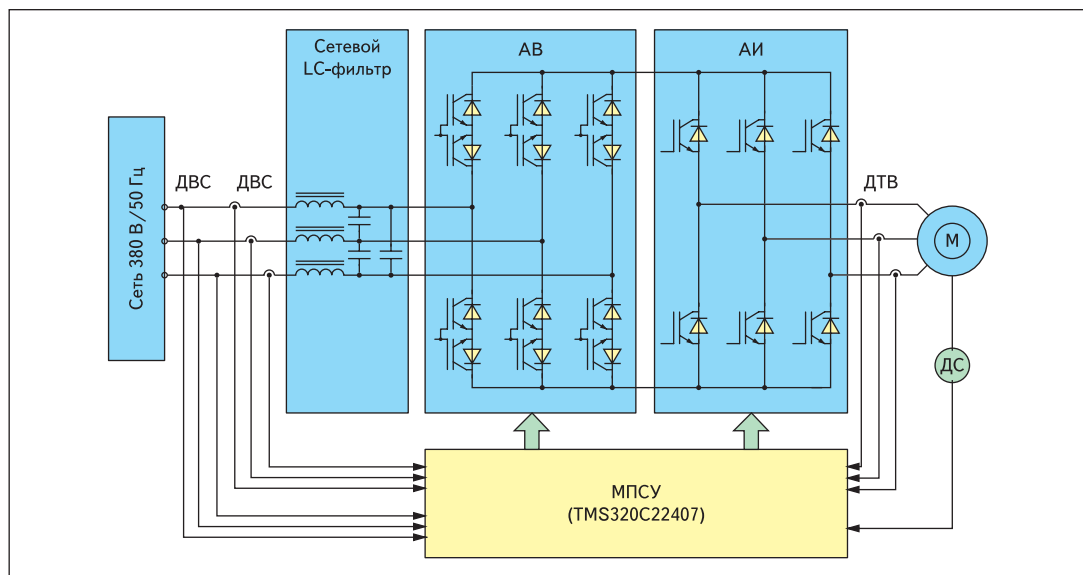 Сетевой
LC-фильтр
АВ
АИ
Сеть 380 В/50 Гц
ДВС
ДВС
ДТВ
М
ДС
МПСУ
(TMS320C22407)